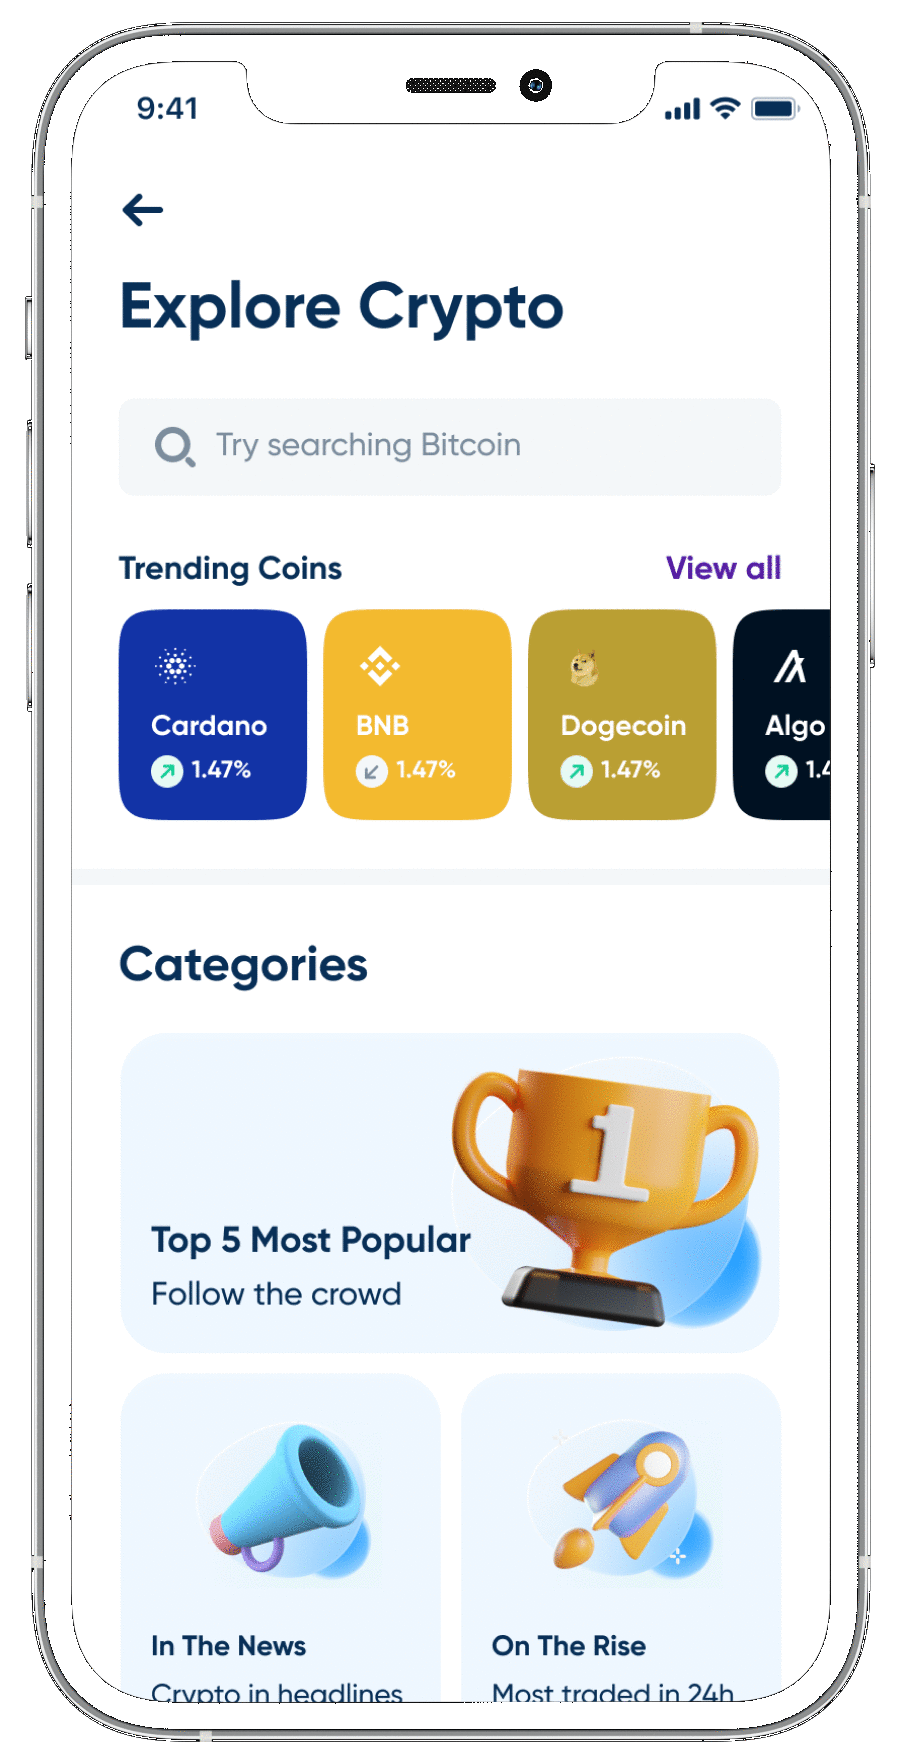 9:41
Explore Crypto
Try searching Bitcoin
Trending Coins
View all
Cardano
1.47%
BNB
1.47%
Dogecoin
1.47%
Algo
1.4
Categories
1
Top 5 Most Popular
Follow the crowd
In The News
Crypto in headlines
On The Rise
Most traded in 24h